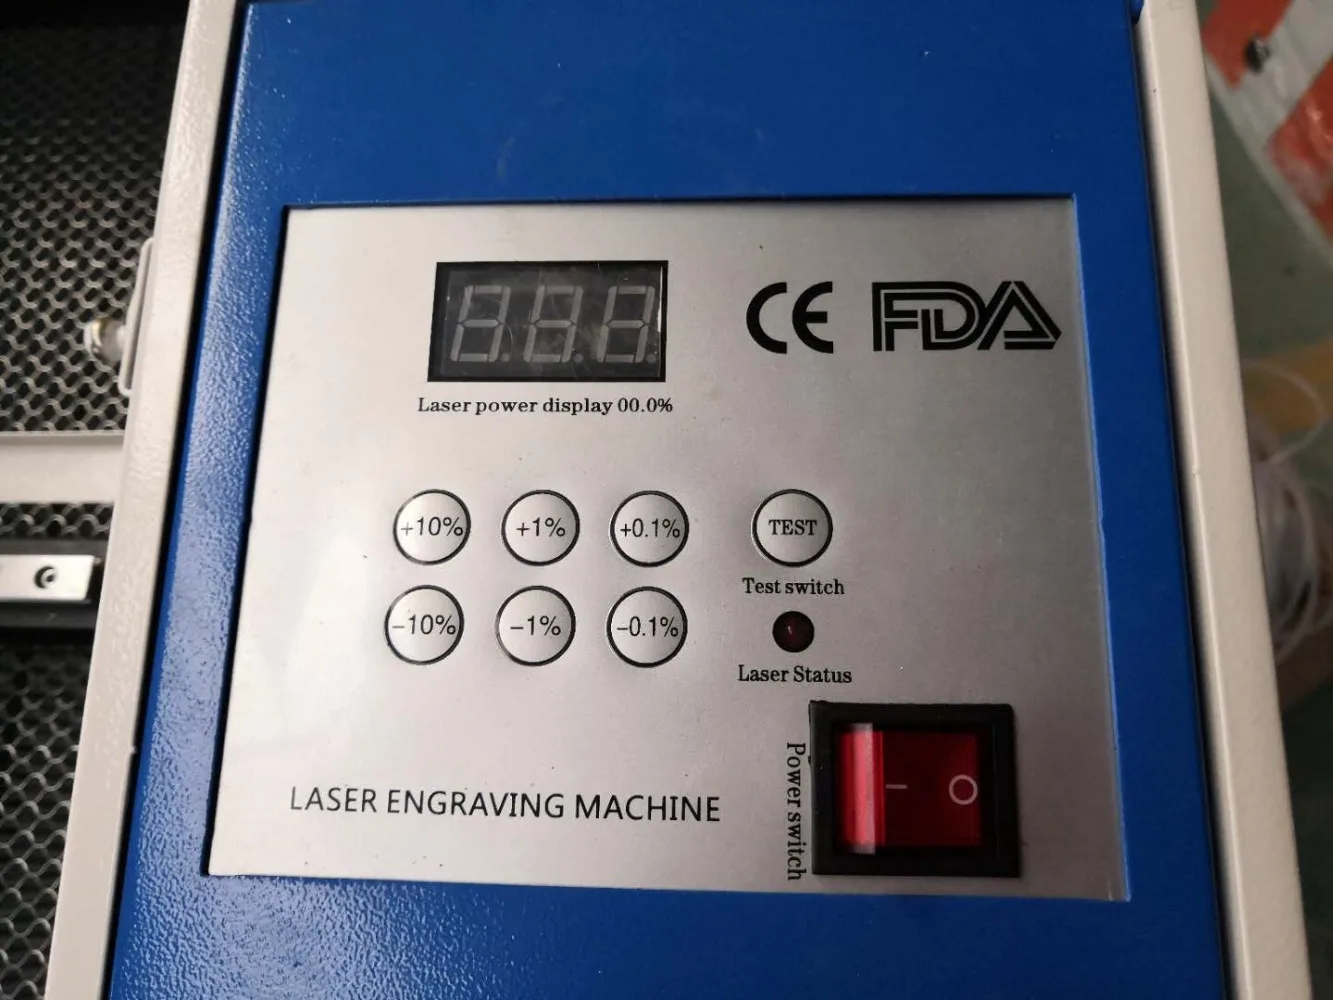 CE FDA
Laser power display 00.0%
+10% +1% +0.1% TEST
Test switch
-10% -1% -0.1%
Laser Status
Power switch
LASER ENGRAVING MACHINE